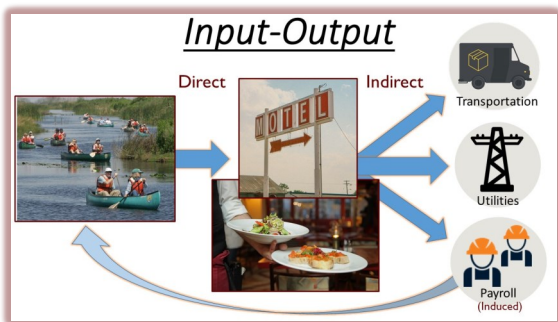 Input-Output
Direct
Indirect
MOTEL
Transportation
Utilities
Payroll
(Induced)